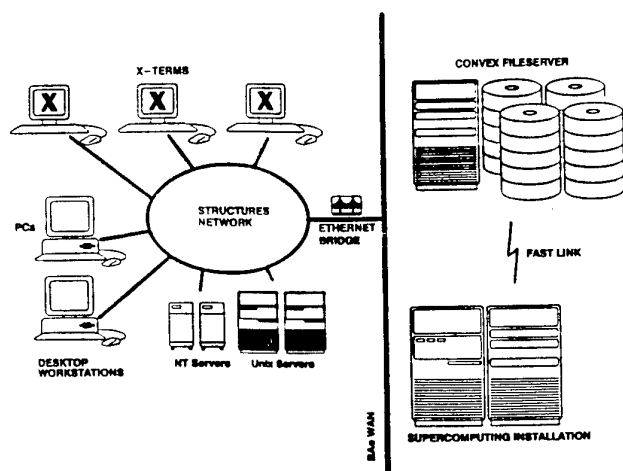 X-TERMS
X
X
X
CONVEX FILESERVER
PCs
STRUCTURES
NETWORK
ETHERNET
BRIDGE
FAST LINK
DESKTOP
WORKSTATIONS
NT Servers
Unix Servers
BAe WAN
SUPERCOMPUTING INSTALLATION